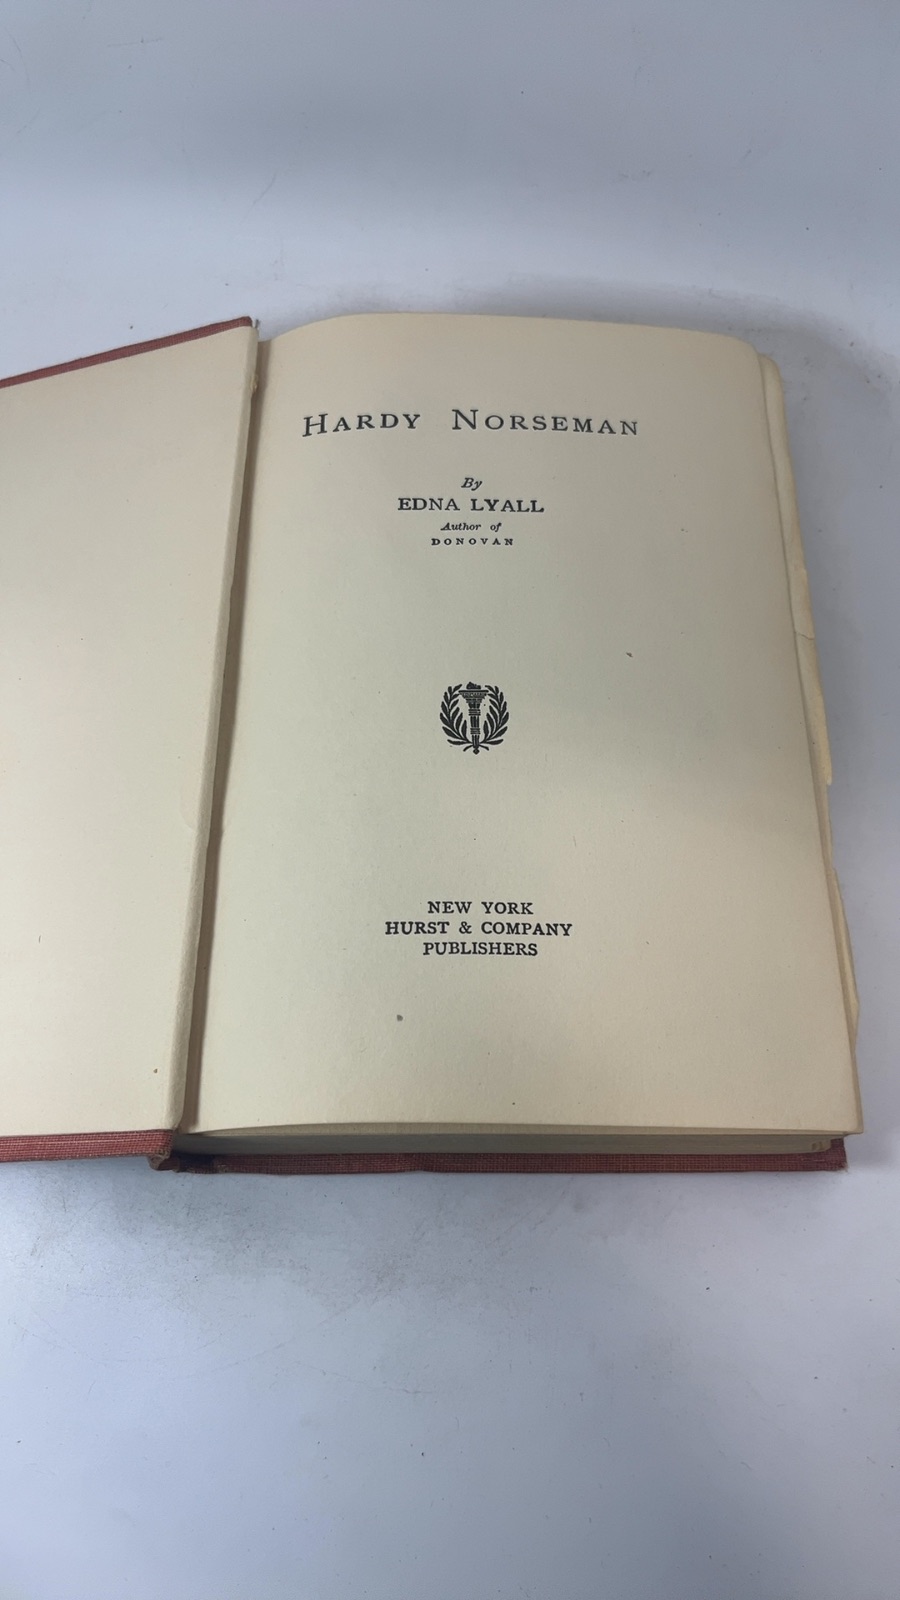 HARDY NORSEMAN
By
EDNA LYALL
Author of
DONOVAN
NEW YORK
HURST & COMPANY
PUBLISHERS